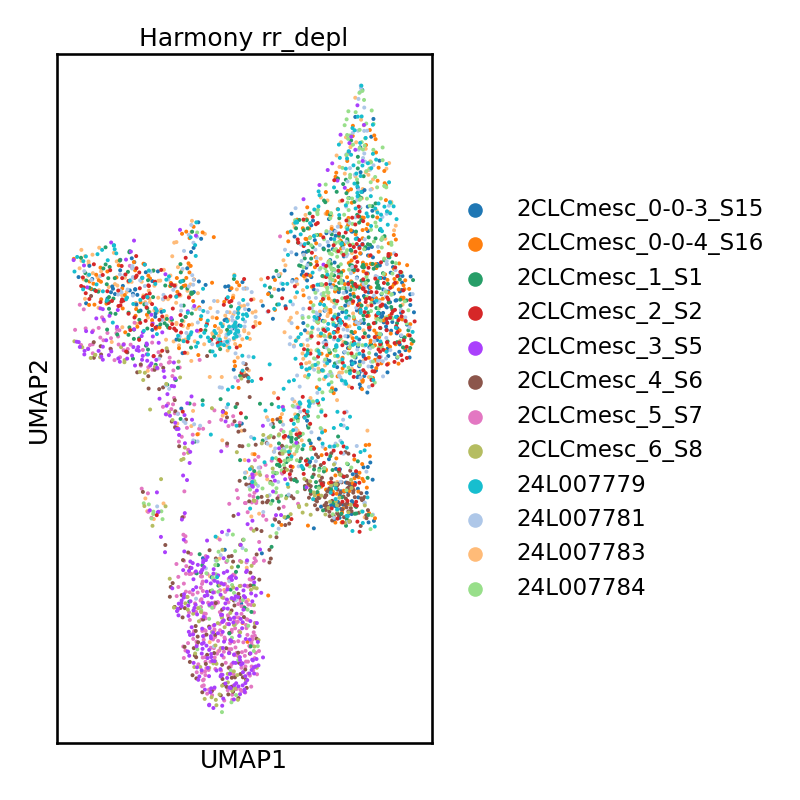 Harmony rr_depl
2CLCmesc_0-0-3_S15
2CLCmesc_0-0-4_S16
2CLCmesc_1_S1
2CLCmesc_2_S2
2CLCmesc_3_S5
2CLCmesc_4_S6
2CLCmesc_5_S7
2CLCmesc_6_S8
24L007779
24L007781
24L007783
24L007784
UMAP2
UMAP1